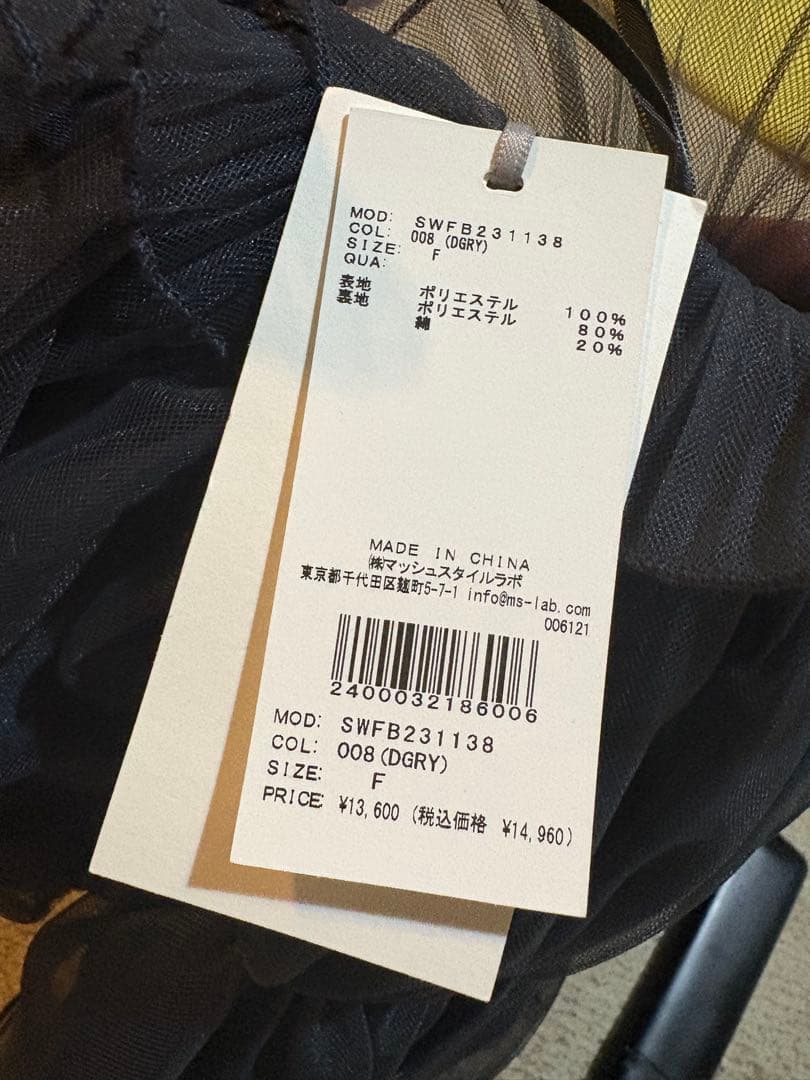 MOD: SWFB231138
COL: 008 (DGRY)
SIZE: F
QUA:
表地 ポリエステル 100%
裏地 ポリエステル 80%
綿 20%
MADE IN CHINA
㈱マッシュスタイルラボ
東京都千代田区麹町5-7-1 info@ms-lab.com
006121
2400032186006
MOD: SWFB231138
COL: 008(DGRY)
SIZE: F
PRICE: ¥13,600 (税込価格 ¥14,960)